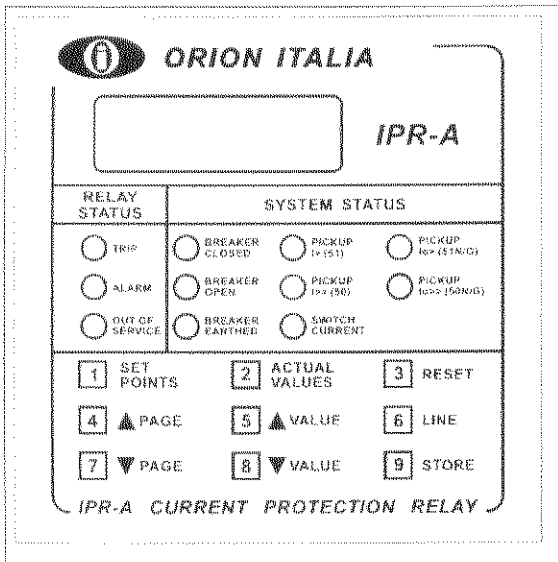 ORION ITALIA
IPR-A
RELAY STATUS
SYSTEM STATUS
TRIP
BREAKER CLOSED
PICKUP I> (51)
PICKUP Io> (51N/G)
ALARM
BREAKER OPEN
PICKUP I>> (50)
PICKUP Io>> (50N/G)
OUT OF SERVICE
BREAKER EARTHED
SWITCH CURRENT
1 SET POINTS
2 ACTUAL VALUES
3 RESET
4 ▲ PAGE
5 ▲ VALUE
6 LINE
7 ▼ PAGE
8 ▼ VALUE
9 STORE
IPR-A CURRENT PROTECTION RELAY